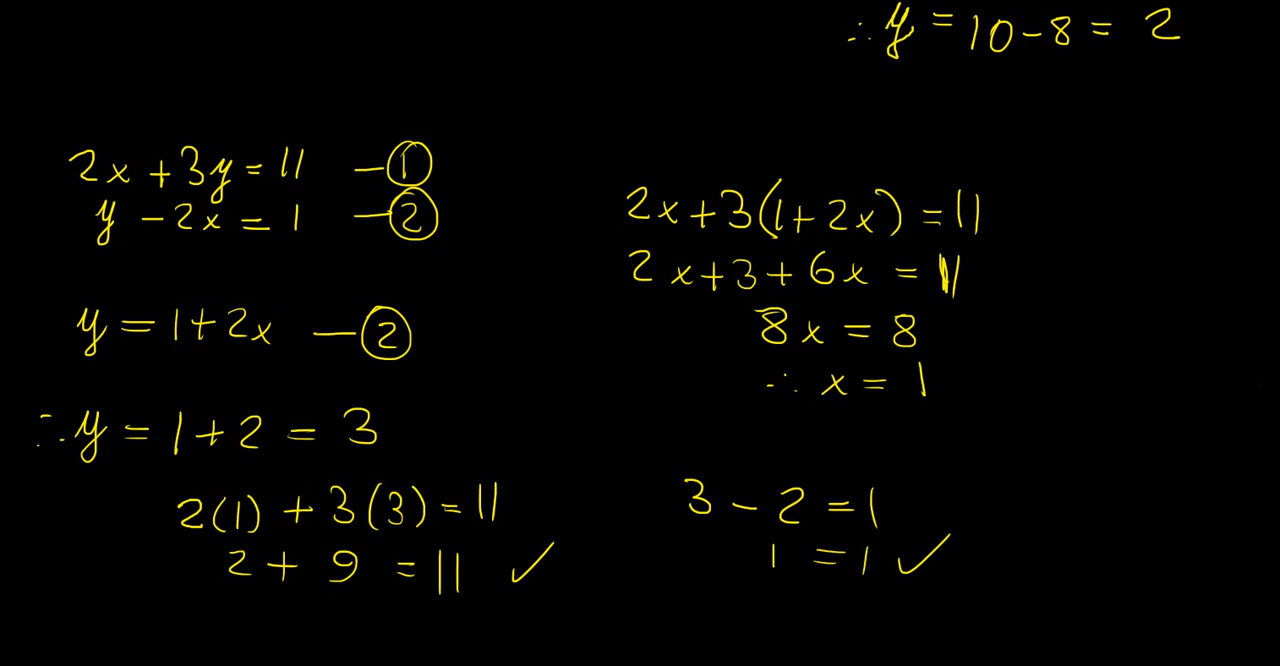 ∴ y = 10 - 8 = 2
2x + 3y = 11 - ①
y - 2x = 1 - ②
y = 1 + 2x - ②
∴ y = 1 + 2 = 3
2(1) + 3(3) = 11
2 + 9 = 11 ✓
2x + 3(1 + 2x) = 11
2x + 3 + 6x = 11
8x = 8
∴ x = 1
3 - 2 = 1
1 = 1 ✓